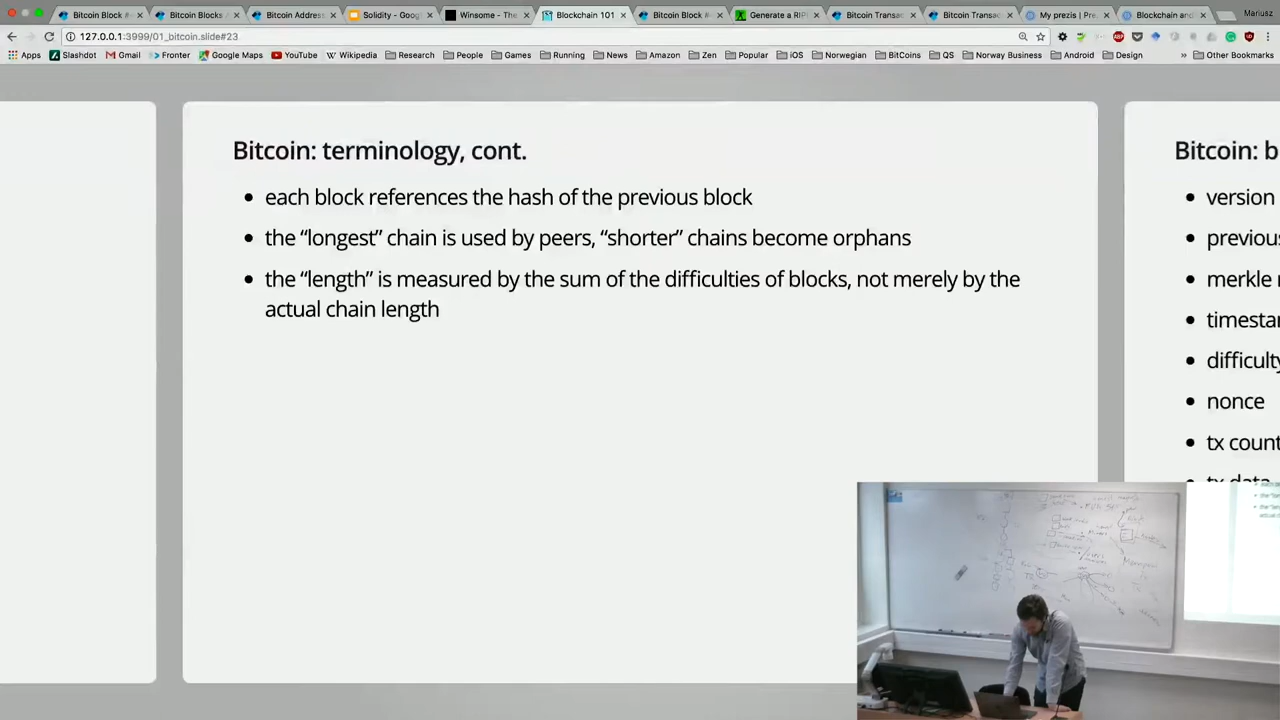 Bitcoin Block #
Bitcoin Blocks
Bitcoin Address
Solidity - Goog
Winsome - The
Blockchain 101
Bitcoin Block #
Generate a RIP
Bitcoin Transac
Bitcoin Transac
My prezis | Pre
Blockchain and
Mariusz
127.0.0.1:3999/01_bitcoin.slide#23
Apps
Slashdot
Gmail
Fronter
Google Maps
YouTube
Wikipedia
Research
People
Games
Running
News
Amazon
Zen
Popular
iOS
Norwegian
BitCoins
QS
Norway Business
Android
Design
» Other Bookmarks
Bitcoin: terminology, cont.
• each block references the hash of the previous block
• the “longest” chain is used by peers, “shorter” chains become orphans
• the “length” is measured by the sum of the difficulties of blocks, not merely by the
actual chain length
Bitcoin: b
• version
• previous
• merkle r
• timestam
• difficulty
• nonce
• tx count
• tx data